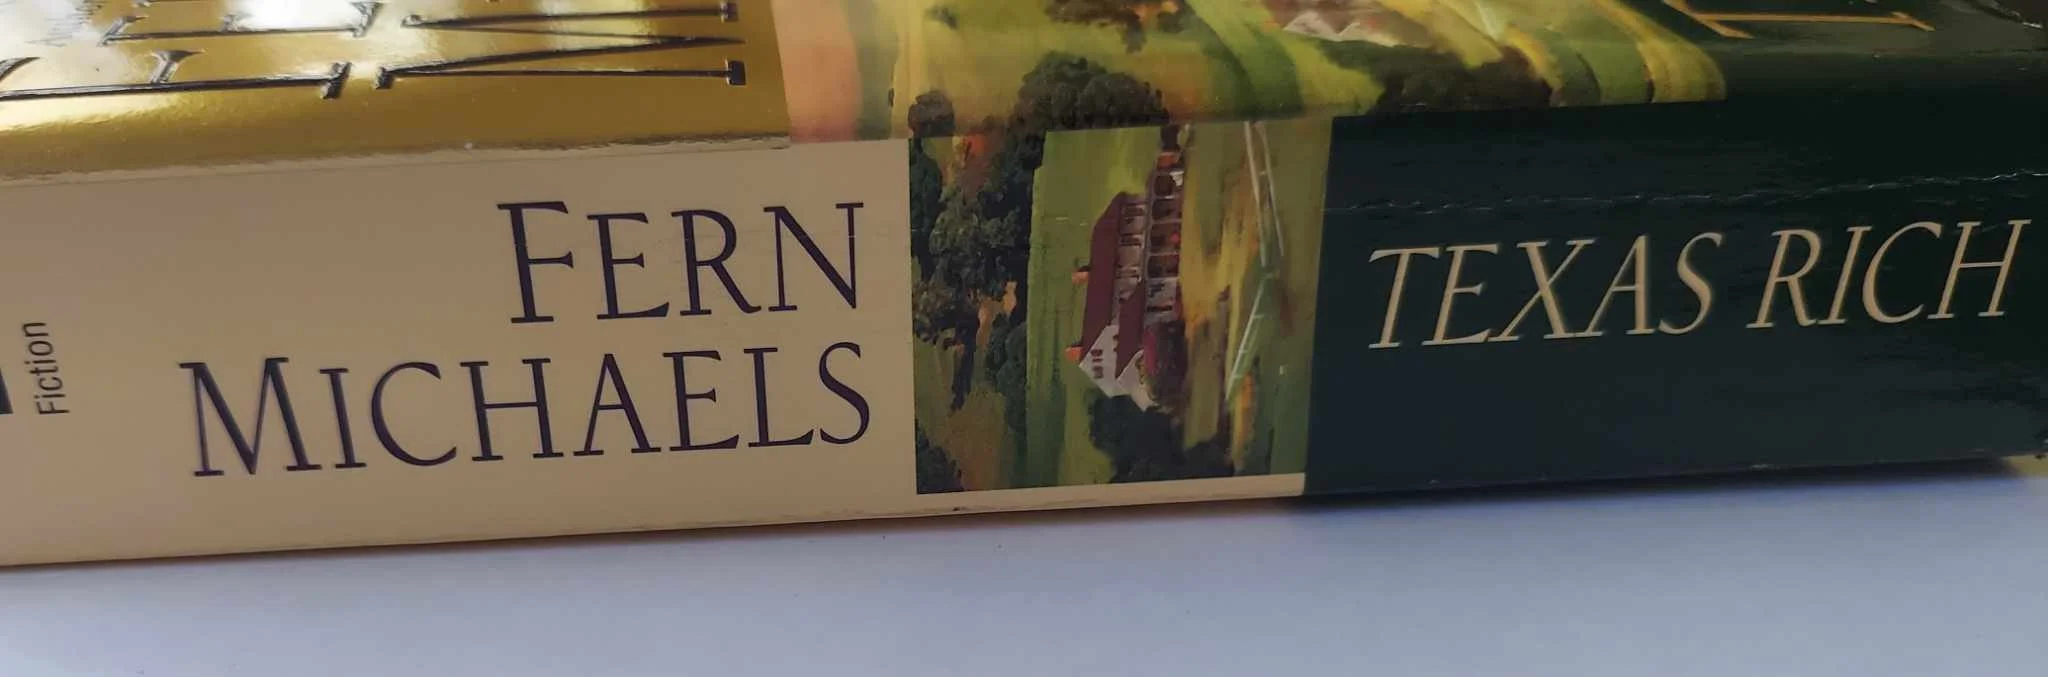 Fiction
FERN
MICHAELS
TEXAS RICH